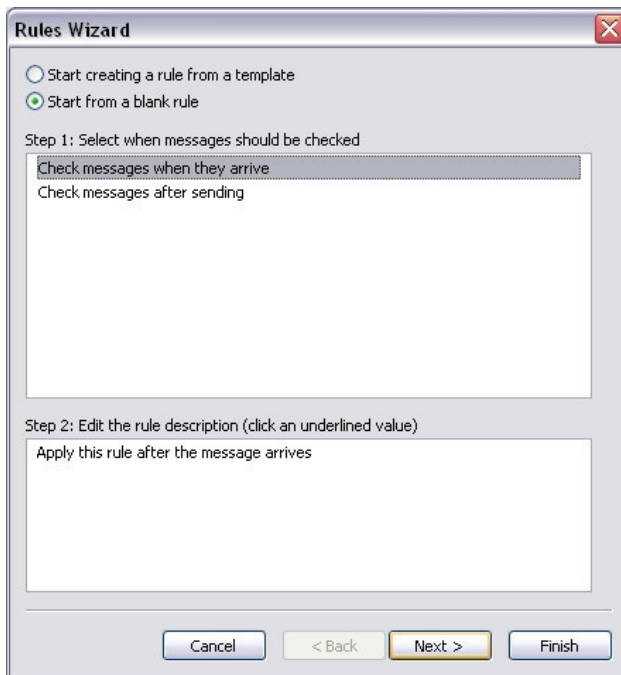 Rules Wizard
Start creating a rule from a template
Start from a blank rule
Step 1: Select when messages should be checked
Check messages when they arrive
Check messages after sending
Step 2: Edit the rule description (click an underlined value)
Apply this rule after the message arrives
Cancel < Back Next > Finish